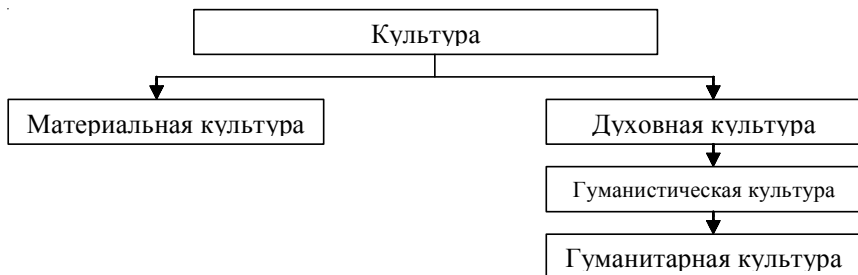 Культура
Материальная культура
Духовная культура
Гуманистическая культура
Гуманитарная культура